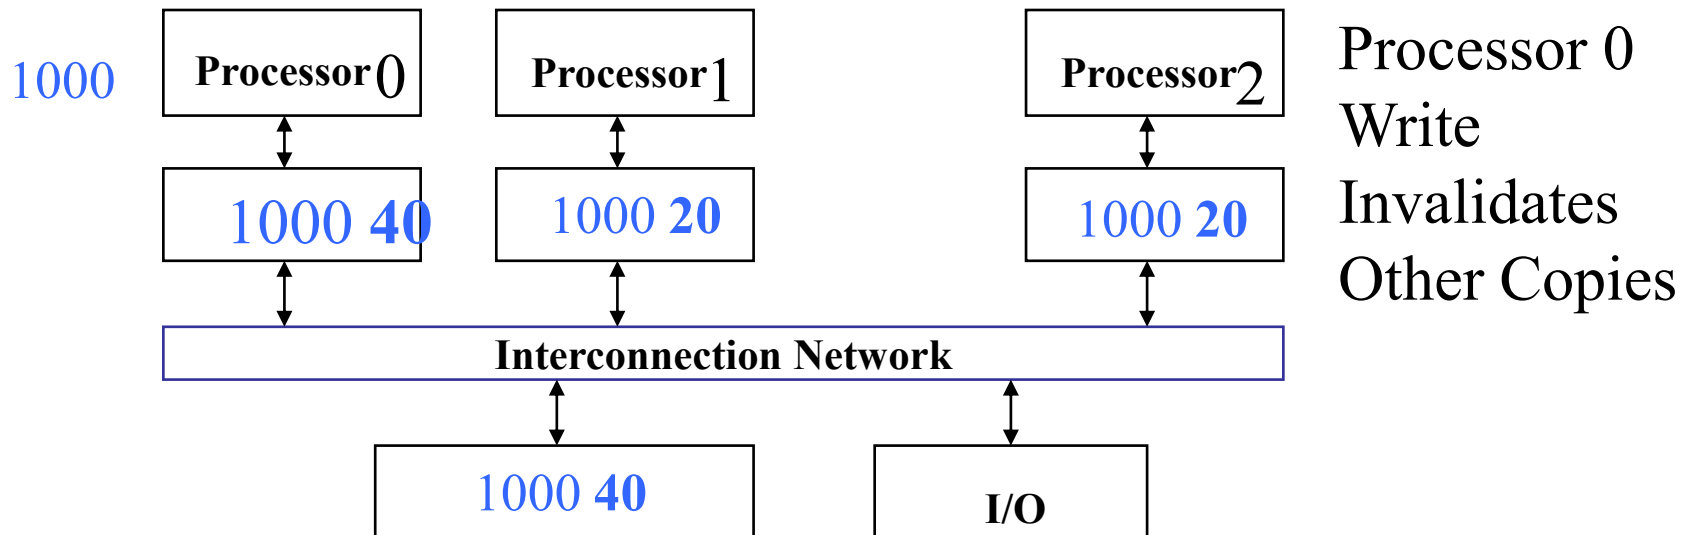 1000
Processor 0
Processor 1
Processor 2
Processor 0
Write
Invalidates
Other Copies
1000 40
1000 20
1000 20
Interconnection Network
1000 40
I/O